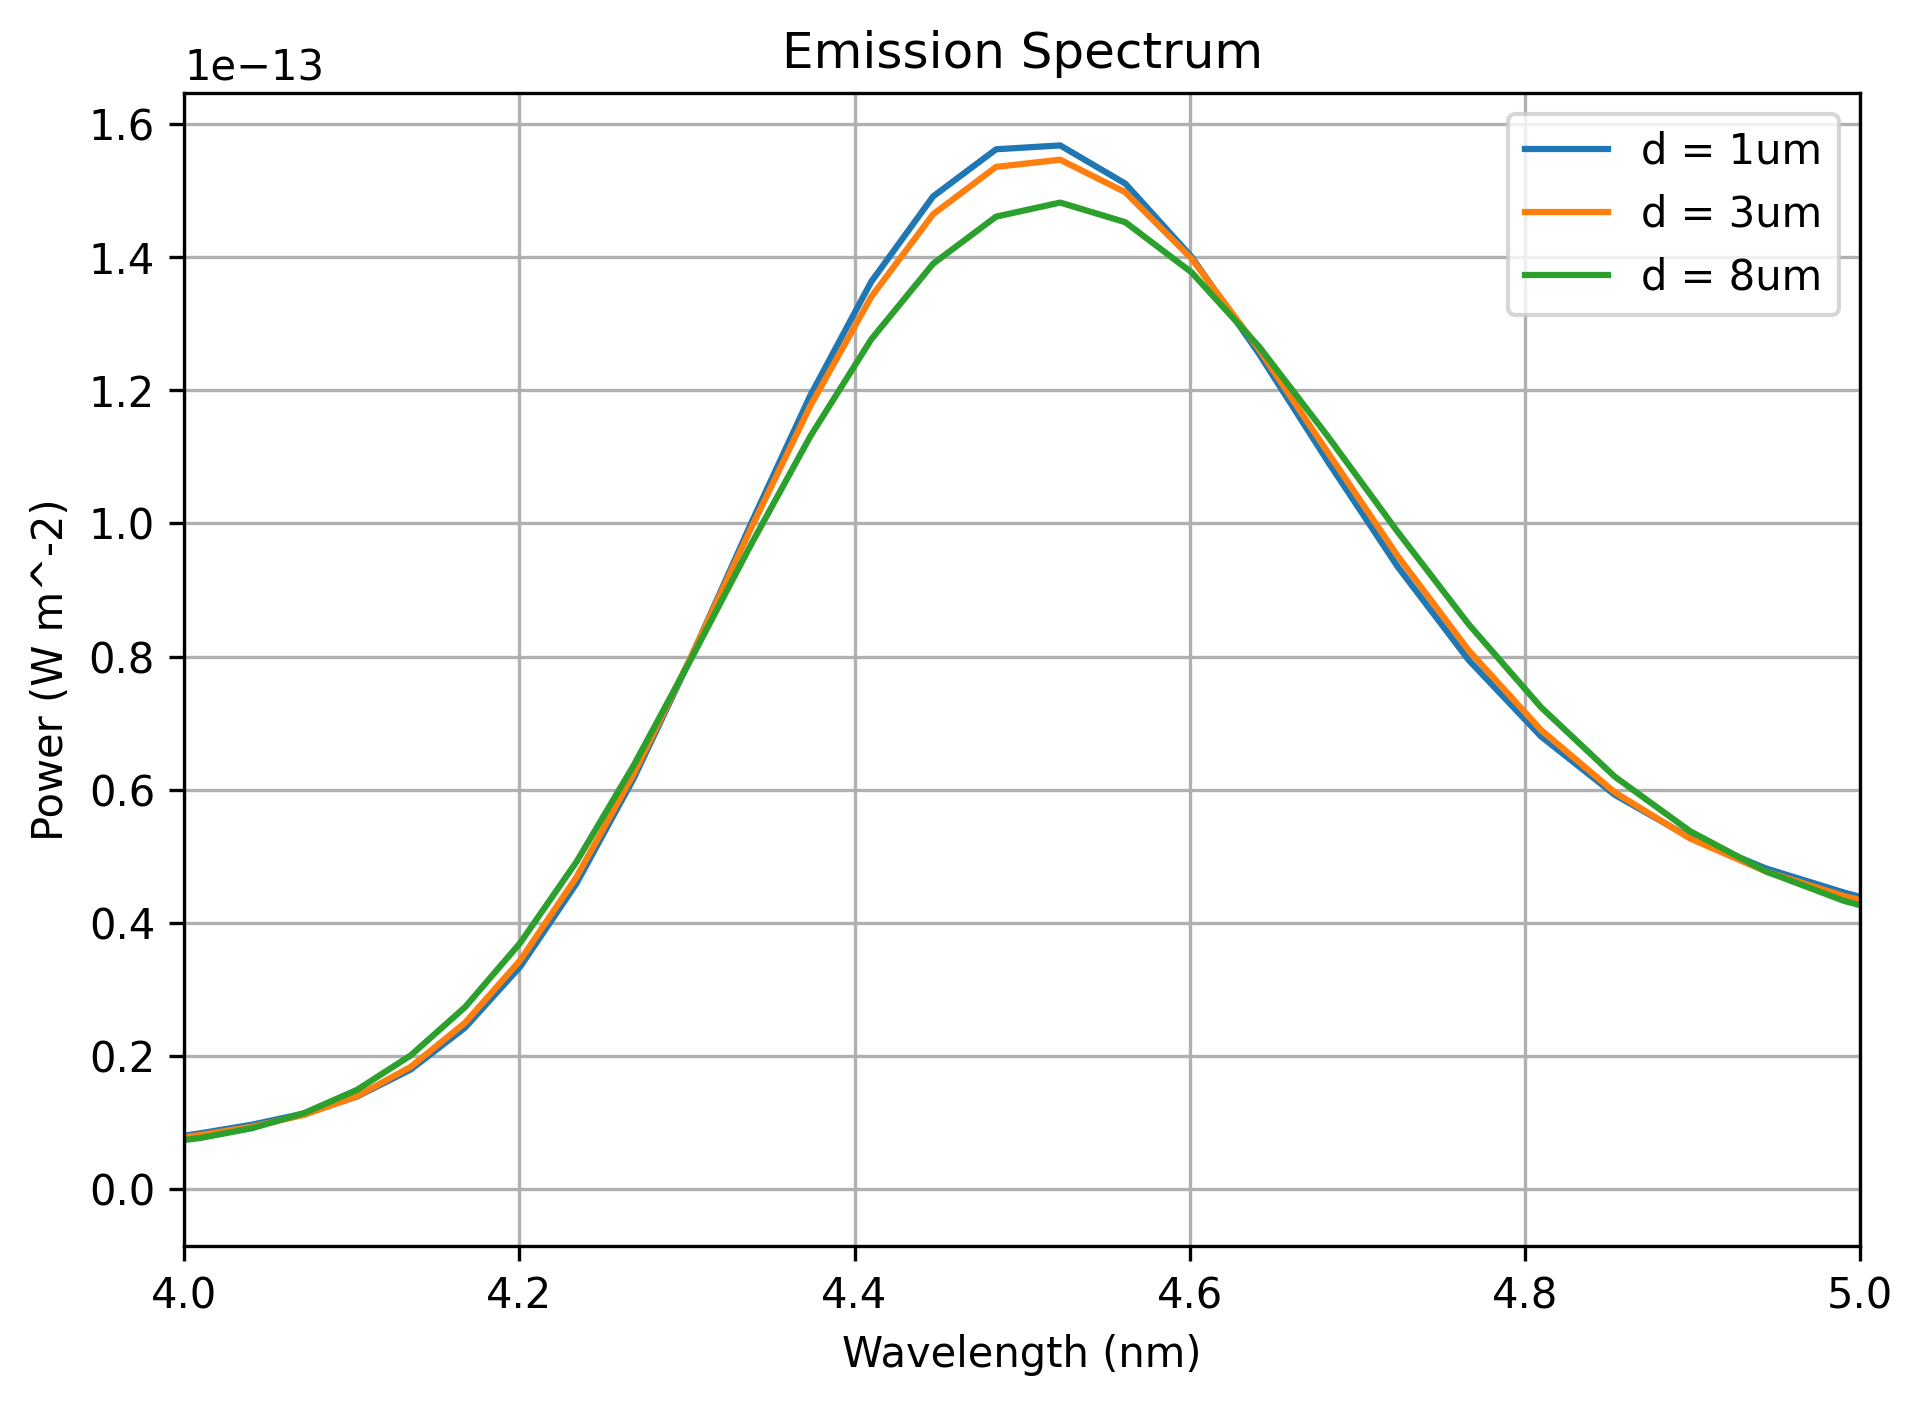 Emission Spectrum
1e−13
1.6
1.4
1.2
1.0
0.8
0.6
0.4
0.2
0.0
Power (W m^-2)
4.0 4.2 4.4 4.6 4.8 5.0
Wavelength (nm)
d = 1um
d = 3um
d = 8um